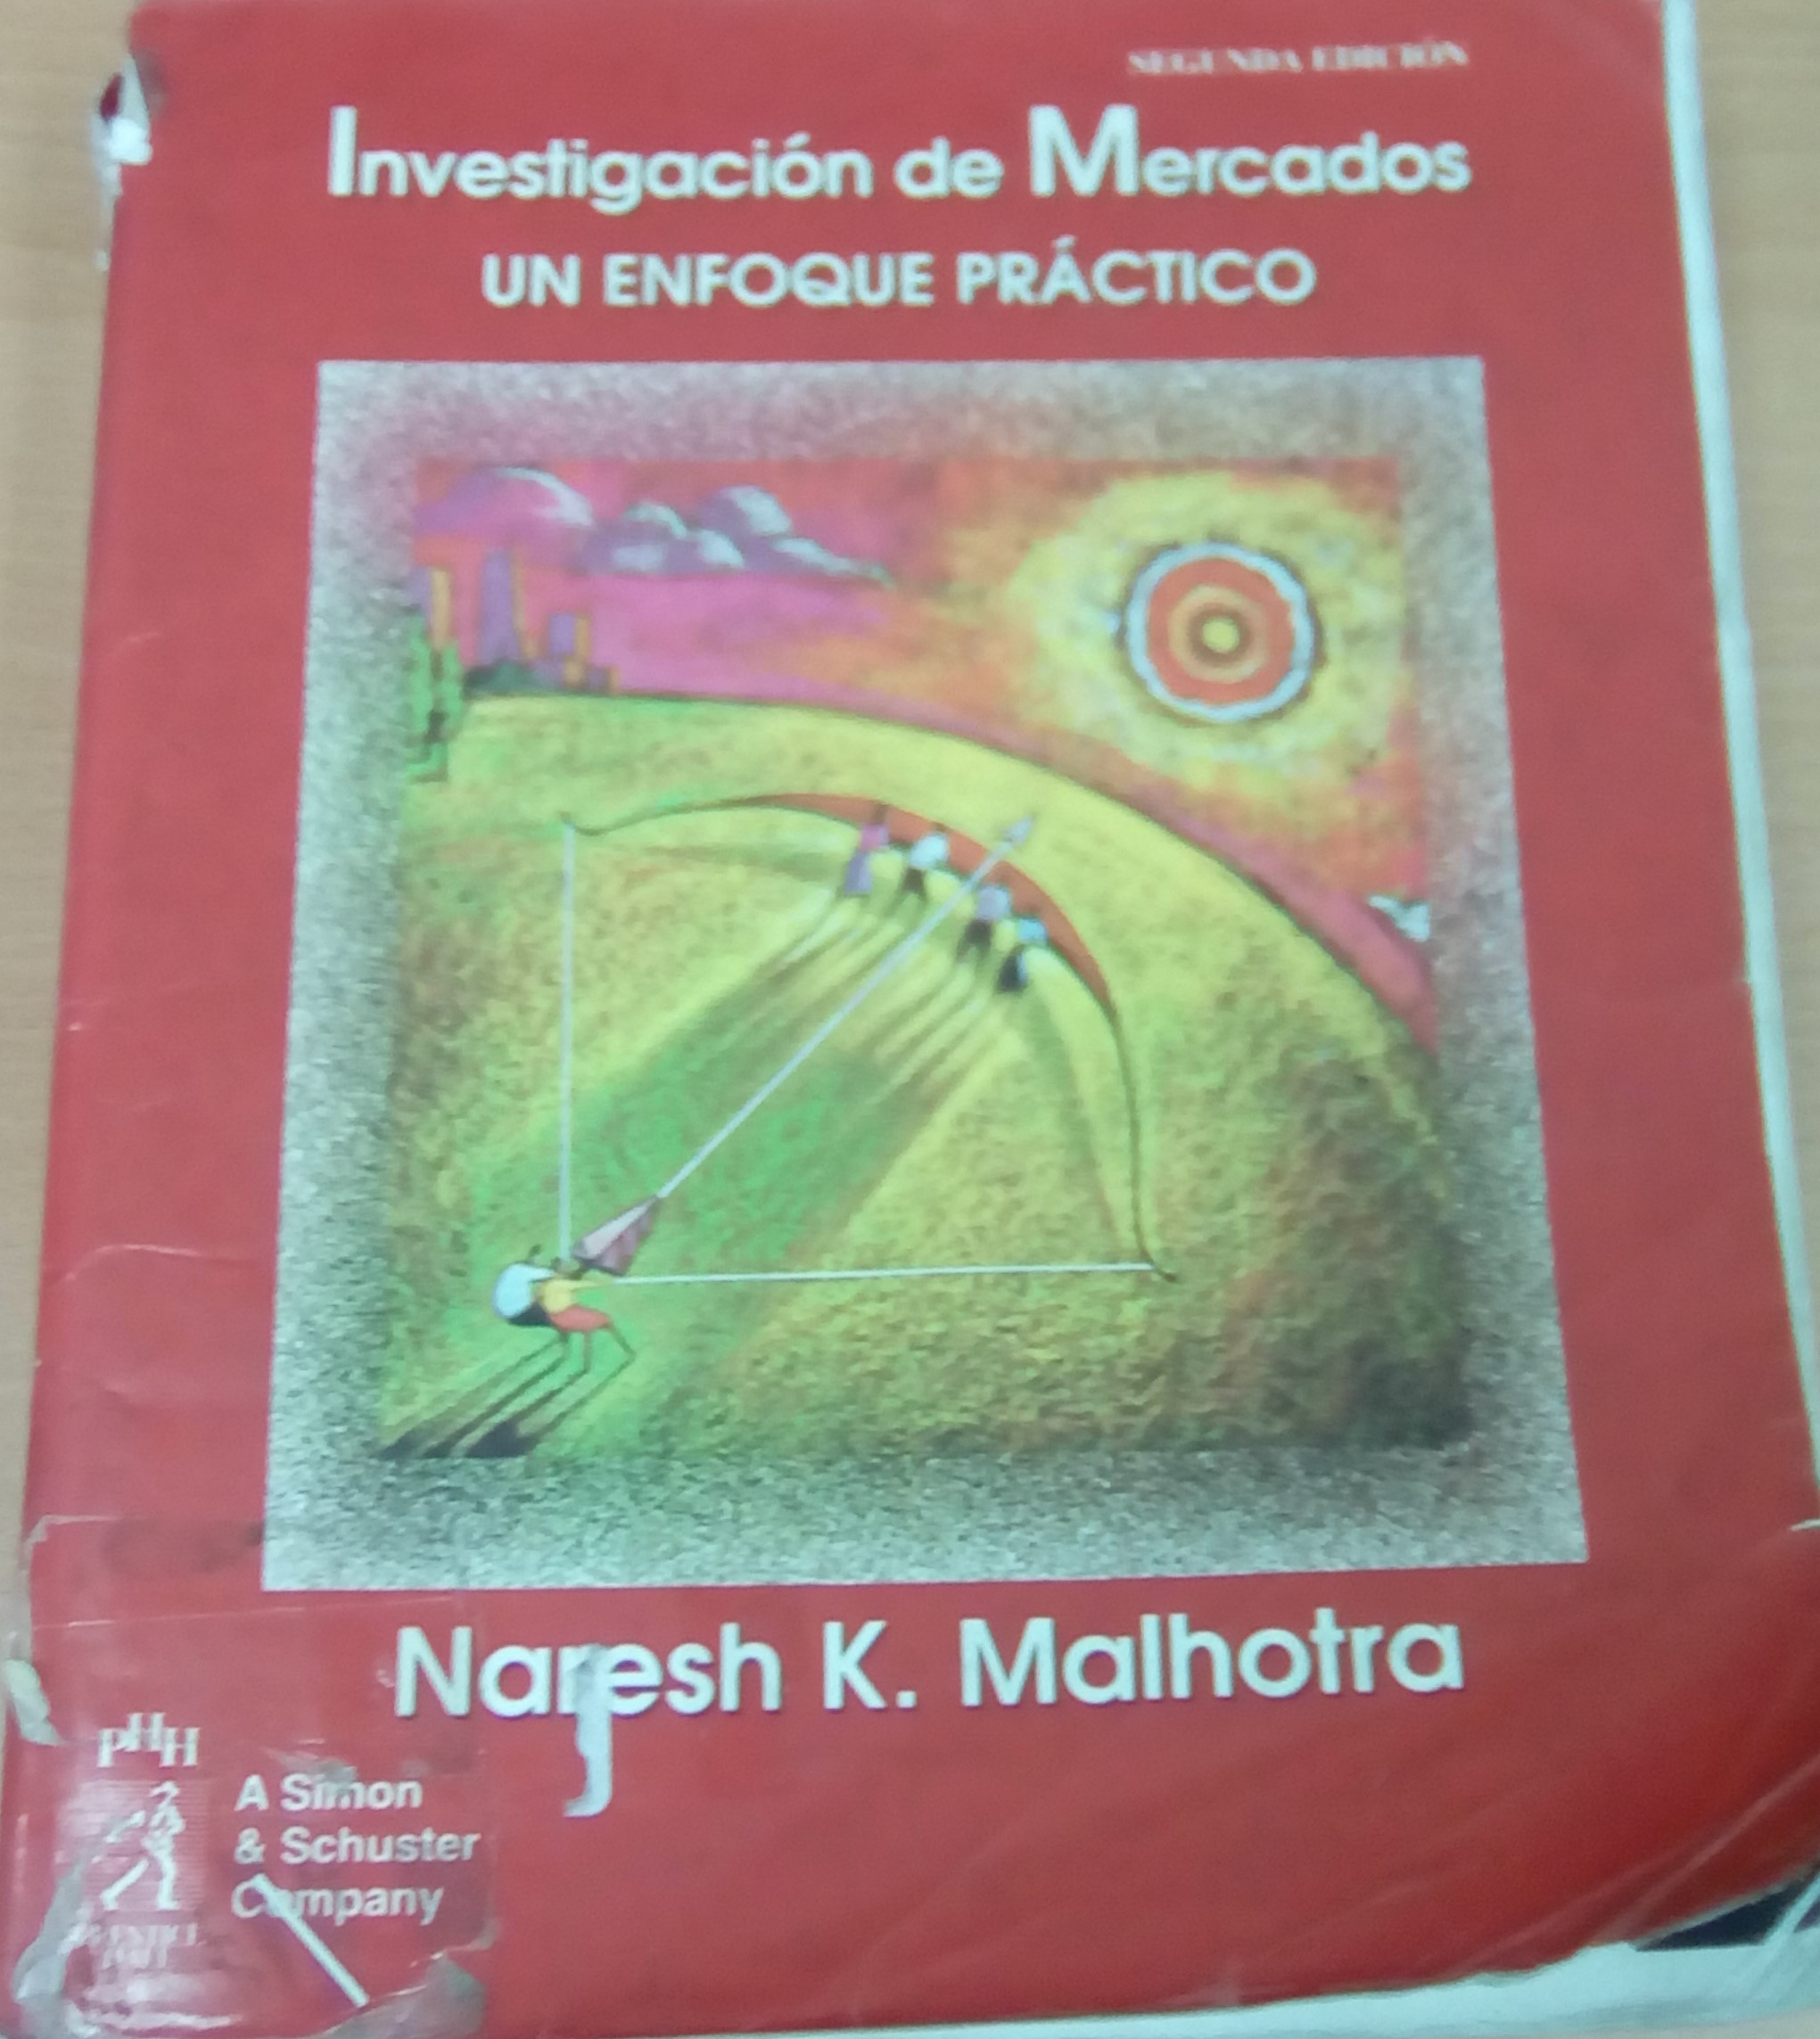 SEGUNDA EDICIÓN
Investigación de Mercados
UN ENFOQUE PRÁCTICO
Naresh K. Malhotra
PHH
A Simon
& Schuster
Company